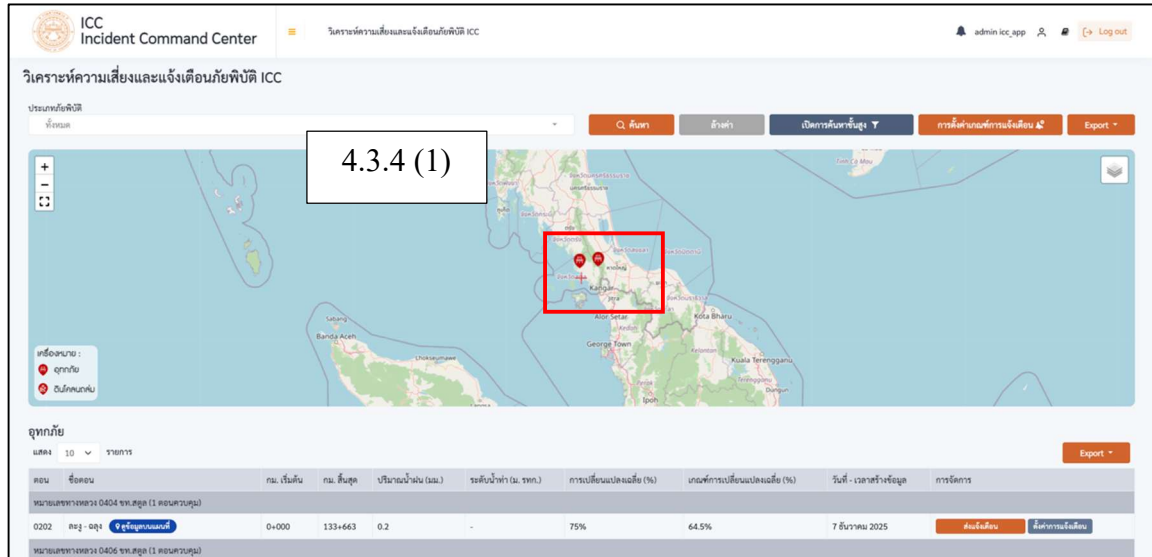 ICC
Incident Command Center
วิเคราะห์ความเสี่ยงและแจ้งเตือนภัยพิบัติ ICC
admin icc_app
Log out
วิเคราะห์ความเสี่ยงและแจ้งเตือนภัยพิบัติ ICC
ประเภทภัยพิบัติ
ทั้งหมด
ค้นหา
ล้างค่า
เปิดการค้นหาขั้นสูง
การตั้งค่าเกณฑ์การแจ้งเตือน
Export
4.3.4 (1)
+
−
Kangar
Alor Setar
Kota Bharu
George Town
Kuala Terengganu
Kelantan
Terengganu
Dungun
Perak
Ipoh
Sabang
Banda Aceh
Lhokseumawe
เครื่องหมาย :
อุทกภัย
ดินโคลนถล่ม
อุทกภัย
แสดง 10 รายการ
Export
ตอน ชื่อตอน กม. เริ่มต้น กม. สิ้นสุด ปริมาณน้ำฝน (มม.) ระดับน้ำท่า (ม. รทก.) การเปลี่ยนแปลงเฉลี่ย (%) เกณฑ์การเปลี่ยนแปลงเฉลี่ย (%) วันที่ - เวลาสร้างข้อมูล การจัดการ
หมายเลขทางหลวง 0404 ขท.สตูล (1 ตอนควบคุม)
0202 ละงู - ฉลุง ดูข้อมูลบนแผนที่ 0+000 133+663 0.2 - 75% 64.5% 7 ธันวาคม 2025 ส่งแจ้งเตือน ตั้งค่าการแจ้งเตือน
หมายเลขทางหลวง 0406 ขท.สตูล (1 ตอนควบคุม)